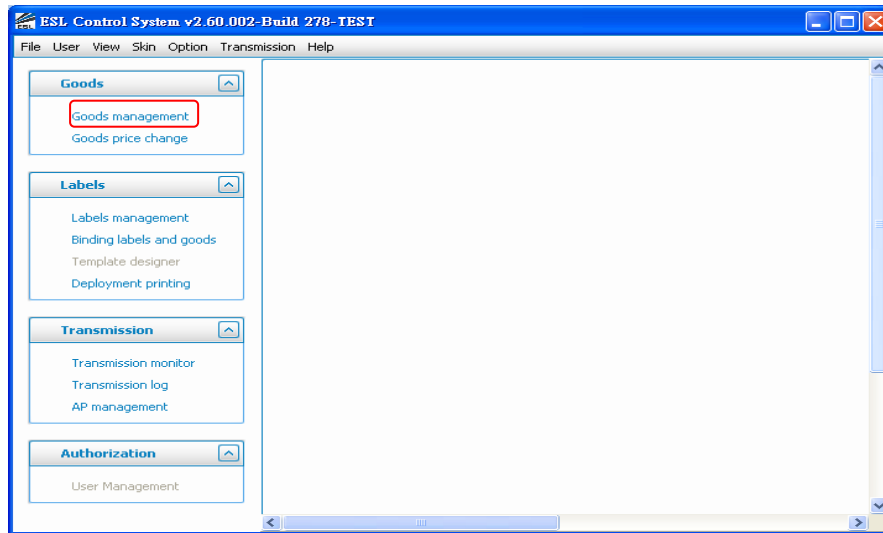 ESL Control System v2.60.002-Build 278-TEST
File User View Skin Option Transmission Help
Goods
Goods management
Goods price change
Labels
Labels management
Binding labels and goods
Template designer
Deployment printing
Transmission
Transmission monitor
Transmission log
AP management
Authorization
User Management